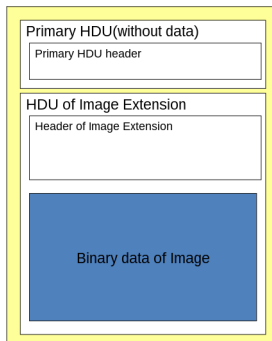 Primary HDU(without data)
Primary HDU header
HDU of Image Extension
Header of Image Extension
Binary data of Image